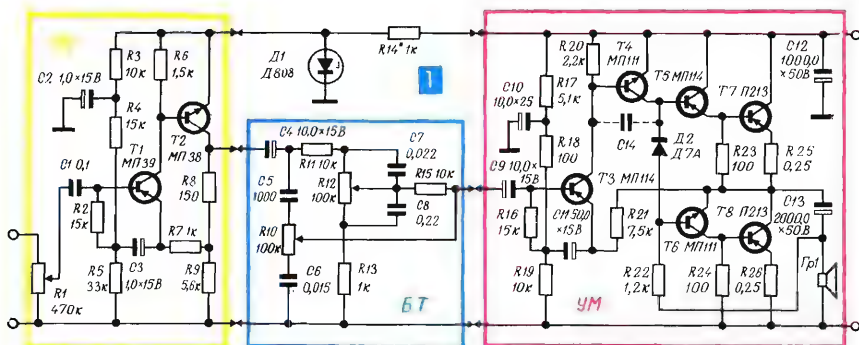 R3
10к
R6
1,5к
C2 1,0×15В
R4
15к
T1
МП39
T2
МП38
C1 0,1
R2
15к
R8
150
R7 1к
C3
1,0×15В
R5
33к
R9
5,6к
R1
470к
Д1
Д808
R14* 1к
1
C4 10,0×15В
R11 10к
C5
1000
R12
100к
C7
0,022
R15 10к
C8
0,22
R10
100к
C6
0,015
R13
1к
БТ
R20
2,2к
T4
МП111
T5 МП114
C10
10,0×25
R17
5,1к
T7 П213
C12
1000,0
×50В
R18
100
C14
Д2
Д7А
R23
100
R25
0,25
C9 10,0×
15В
T3 МП114
R16
15к
C11 50,0
×15В
R21
7,5к
T8 П213
C13
2000,0
×50В
T6 МП111
R19
10к
R22
1,2к
R24
100
R26
0,25
Гр1
УМ